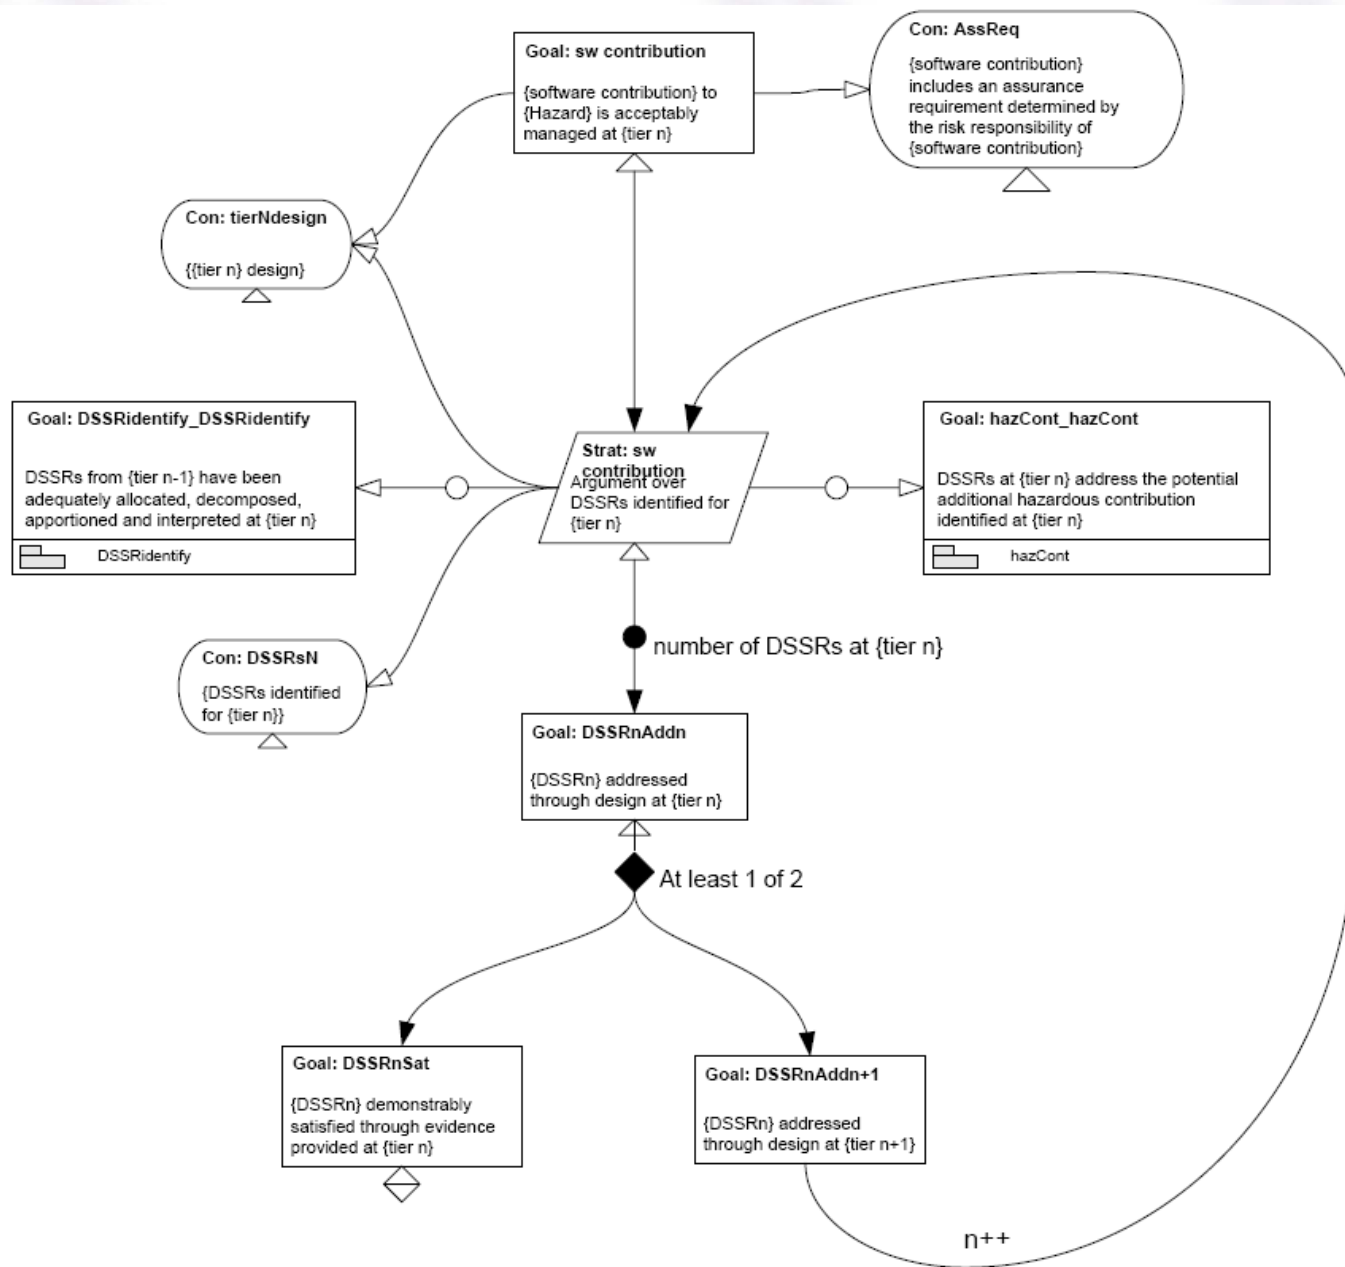 Goal: sw contribution
{software contribution} to
{Hazard} is acceptably
managed at {tier n}
Con: AssReq
{software contribution}
includes an assurance
requirement determined by
the risk responsibility of
{software contribution}
Con: tierNdesign
{{tier n} design}
Goal: DSSRidentify_DSSRidentify
DSSRs from {tier n-1} have been
adequately allocated, decomposed,
apportioned and interpreted at {tier n}
DSSRidentify
Strat: sw
contribution
Argument over
DSSRs identified for
{tier n}
Goal: hazCont_hazCont
DSSRs at {tier n} address the potential
additional hazardous contribution
identified at {tier n}
hazCont
number of DSSRs at {tier n}
Con: DSSRsN
{DSSRs identified
for {tier n}}
Goal: DSSRnAddn
{DSSRn} addressed
through design at {tier n}
At least 1 of 2
Goal: DSSRnSat
{DSSRn} demonstrably
satisfied through evidence
provided at {tier n}
Goal: DSSRnAddn+1
{DSSRn} addressed
through design at {tier n+1}
n++